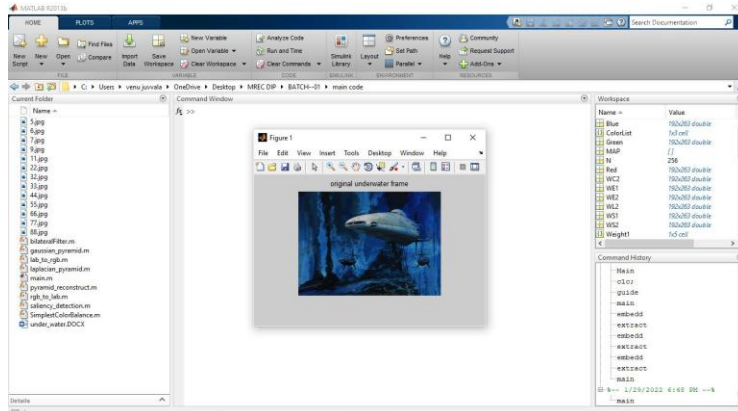 MATLAB R2013b
HOME PLOTS APPS
Search Documentation
New Script
New
Open
Find Files
Compare
Import Data
Save Workspace
New Variable
Open Variable
Clear Workspace
Analyze Code
Run and Time
Clear Commands
Simulink Library
Layout
Preferences
Set Path
Parallel
Help
Community
Request Support
Add-Ons
FILE VARIABLE CODE SIMULINK ENVIRONMENT RESOURCES
C: Users venu juvvala OneDrive Desktop MREC DIP BATCH--01 main code
Current Folder
Name
5.jpg
6.jpg
7.jpg
9.jpg
11.jpg
22.jpg
32.jpg
33.jpg
44.jpg
55.jpg
66.jpg
77.jpg
88.jpg
bilateralFilter.m
gaussian_pyramid.m
lab_to_rgb.m
laplacian_pyramid.m
main.m
pyramid_reconstruct.m
rgb_to_lab.m
saliency_detection.m
SimplestColorBalance.m
under_water.DOCX
Details
Command Window
fx >>
Figure 1
File Edit View Insert Tools Desktop Window Help
original underwater frame
Workspace
Name Value
Blue 192x263 double
ColorList 1x3 cell
Green 192x263 double
MAP []
N 256
Red 192x263 double
WC2 192x263 double
WE1 192x263 double
WE2 192x263 double
WL2 192x263 double
WS1 192x263 double
WS2 192x263 double
Weight1 1x5 cell
Command History
Main
clc;
guide
main
embedd
extract
embedd
extract
embedd
extract
main
%-- 1/29/2022 PM --%
main